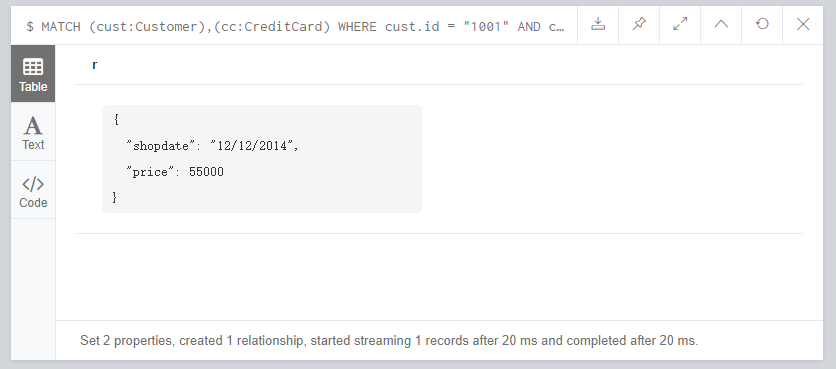 $ MATCH (cust:Customer),(cc:CreditCard) WHERE cust.id = "1001" AND c…
Table
r
{
"shopdate": "12/12/2014",
"price": 55000
}
A
Text
</>
Code
Set 2 properties, created 1 relationship, started streaming 1 records after 20 ms and completed after 20 ms.